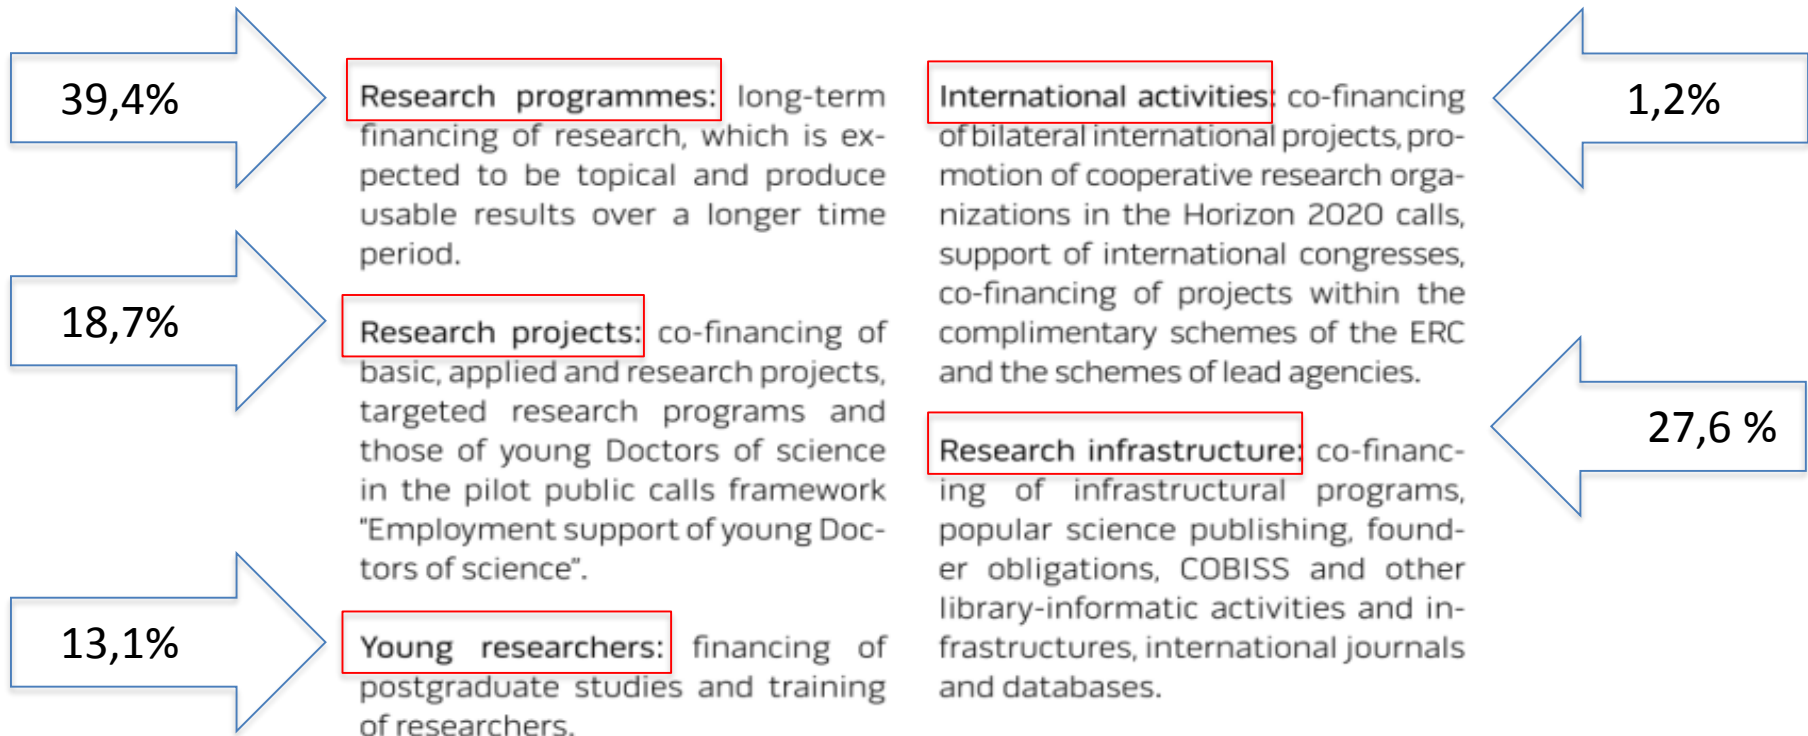 39,4%
Research programmes: long-term
financing of research, which is ex-
pected to be topical and produce
usable results over a longer time
period.
18,7%
Research projects: co-financing of
basic, applied and research projects,
targeted research programs and
those of young Doctors of science
in the pilot public calls framework
"Employment support of young Doc-
tors of science".
13,1%
Young researchers: financing of
postgraduate studies and training
of researchers.
International activities: co-financing
of bilateral international projects, pro-
motion of cooperative research orga-
nizations in the Horizon 2020 calls,
support of international congresses,
co-financing of projects within the
complimentary schemes of the ERC
and the schemes of lead agencies.
1,2%
Research infrastructure: co-financ-
ing of infrastructural programs,
popular science publishing, found-
er obligations, COBISS and other
library-informatic activities and in-
frastructures, international journals
and databases.
27,6 %